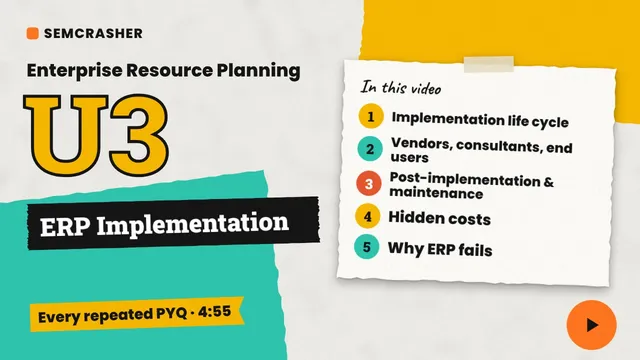 SEMCRASHER
Enterprise Resource Planning
U3
ERP Implementation
Every repeated PYQ · 4:55
In this video
1 Implementation life cycle
2 Vendors, consultants, end
users
3 Post-implementation &
maintenance
4 Hidden costs
5 Why ERP fails